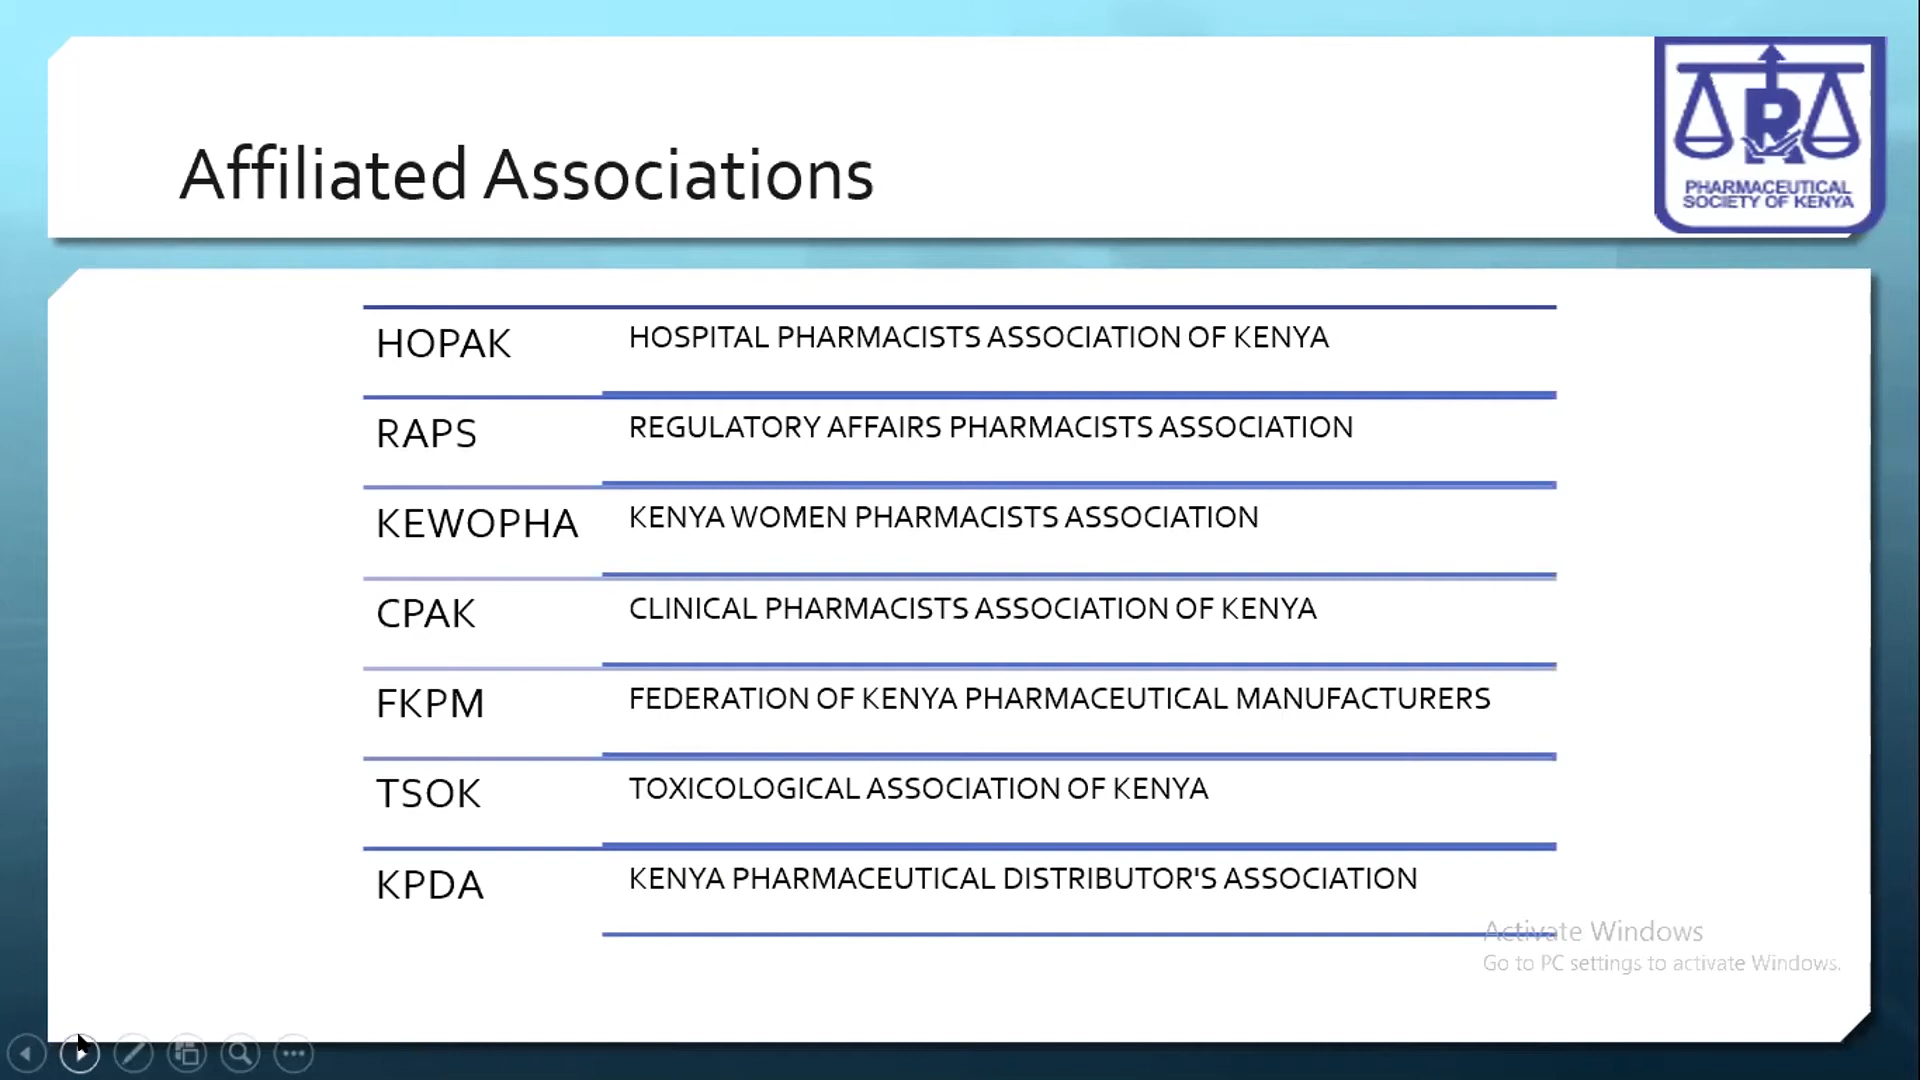 Affiliated Associations
PHARMACEUTICAL
SOCIETY OF KENYA
HOPAK HOSPITAL PHARMACISTS ASSOCIATION OF KENYA
RAPS REGULATORY AFFAIRS PHARMACISTS ASSOCIATION
KEWOPHA KENYA WOMEN PHARMACISTS ASSOCIATION
CPAK CLINICAL PHARMACISTS ASSOCIATION OF KENYA
FKPM FEDERATION OF KENYA PHARMACEUTICAL MANUFACTURERS
TSOK TOXICOLOGICAL ASSOCIATION OF KENYA
KPDA KENYA PHARMACEUTICAL DISTRIBUTOR'S ASSOCIATION
Activate Windows
Go to PC settings to activate Windows.